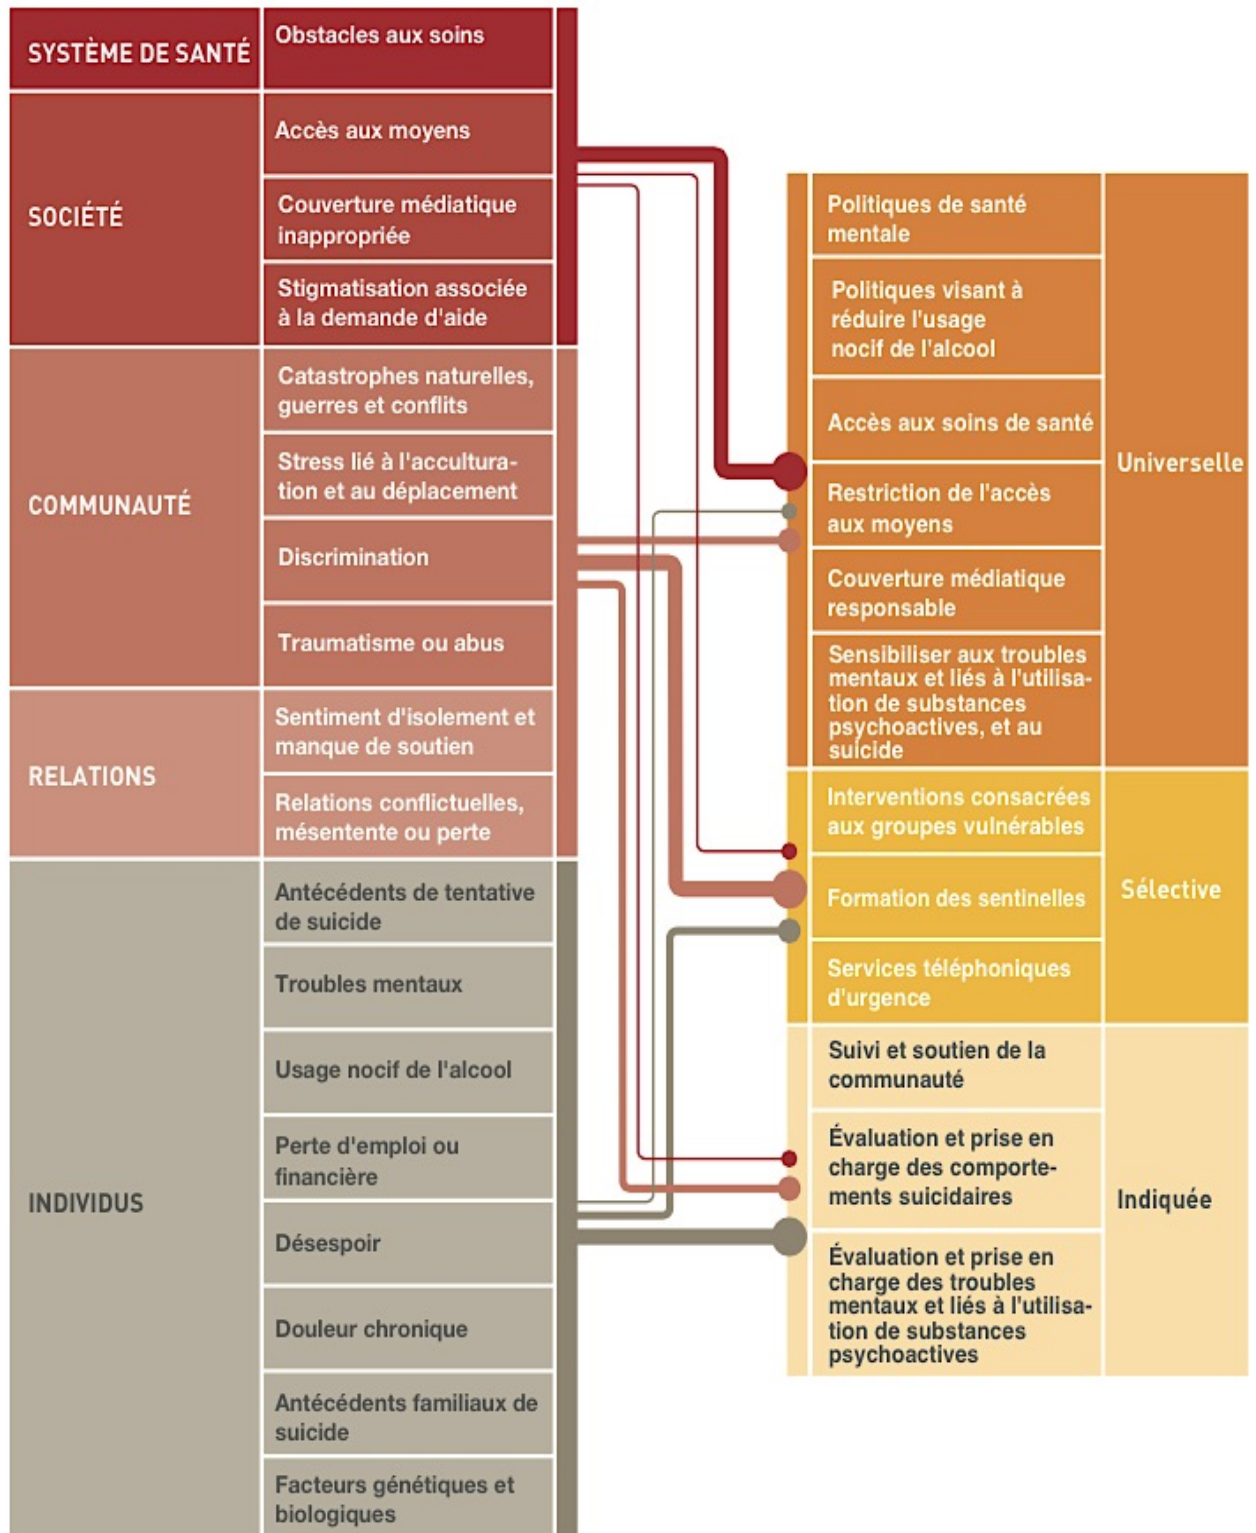 SYSTÈME DE SANTÉ
Obstacles aux soins
SOCIÉTÉ
Accès aux moyens
Couverture médiatique
inappropriée
Stigmatisation associée
à la demande d'aide
COMMUNAUTÉ
Catastrophes naturelles,
guerres et conflits
Stress lié à l'accultura-
tion et au déplacement
Discrimination
Traumatisme ou abus
RELATIONS
Sentiment d'isolement et
manque de soutien
Relations conflictuelles,
mésentente ou perte
INDIVIDUS
Antécédents de tentative
de suicide
Troubles mentaux
Usage nocif de l'alcool
Perte d'emploi ou
financière
Désespoir
Douleur chronique
Antécédents familiaux de
suicide
Facteurs génétiques et
biologiques
Politiques de santé
mentale
Politiques visant à
réduire l'usage
nocif de l'alcool
Accès aux soins de santé
Restriction de l'accès
aux moyens
Couverture médiatique
responsable
Sensibiliser aux troubles
mentaux et liés à l'utilisa-
tion de substances
psychoactives, et au
suicide
Universelle
Interventions consacrées
aux groupes vulnérables
Formation des sentinelles
Services téléphoniques
d'urgence
Sélective
Suivi et soutien de la
communauté
Évaluation et prise en
charge des comporte-
ments suicidaires
Évaluation et prise en
charge des troubles
mentaux et liés à l'utilisa-
tion de substances
psychoactives
Indiquée